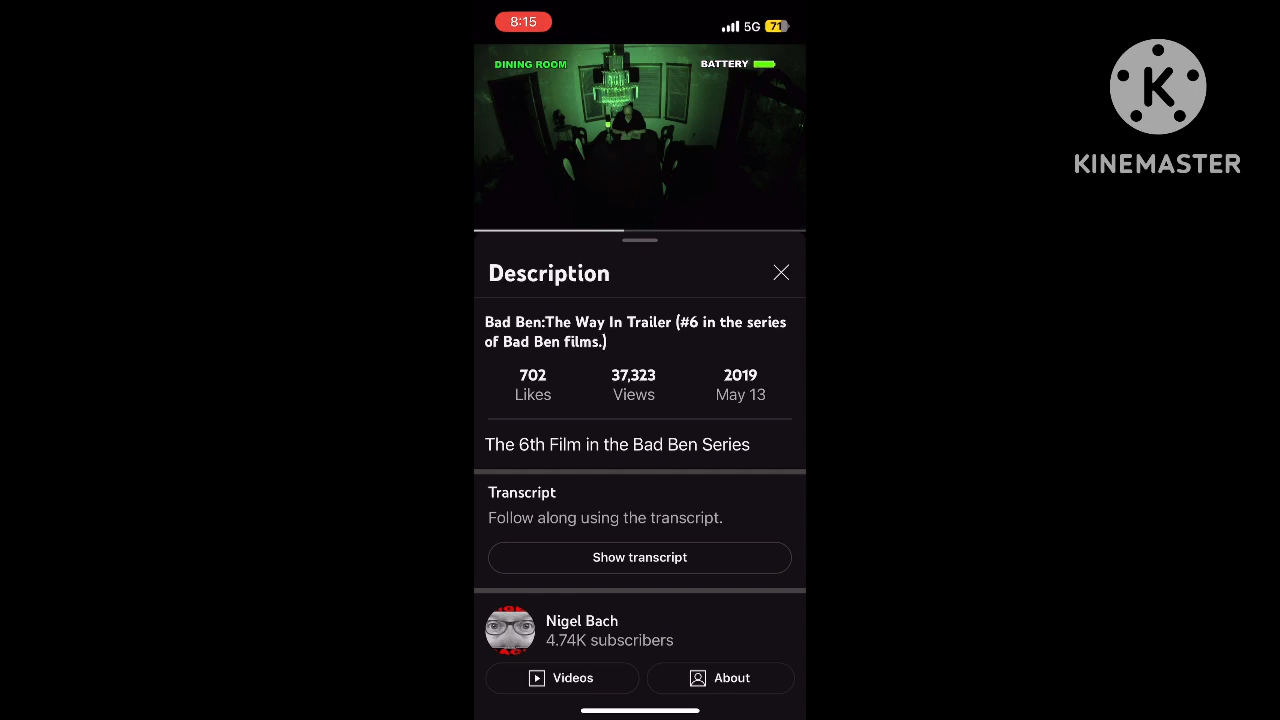 8:15
5G 71
DINING ROOM
BATTERY
K
KINEMASTER
Description
Bad Ben:The Way In Trailer (#6 in the series
of Bad Ben films.)
702 37,323 2019
Likes Views May 13
The 6th Film in the Bad Ben Series
Transcript
Follow along using the transcript.
Show transcript
Nigel Bach
4.74K subscribers
Videos About